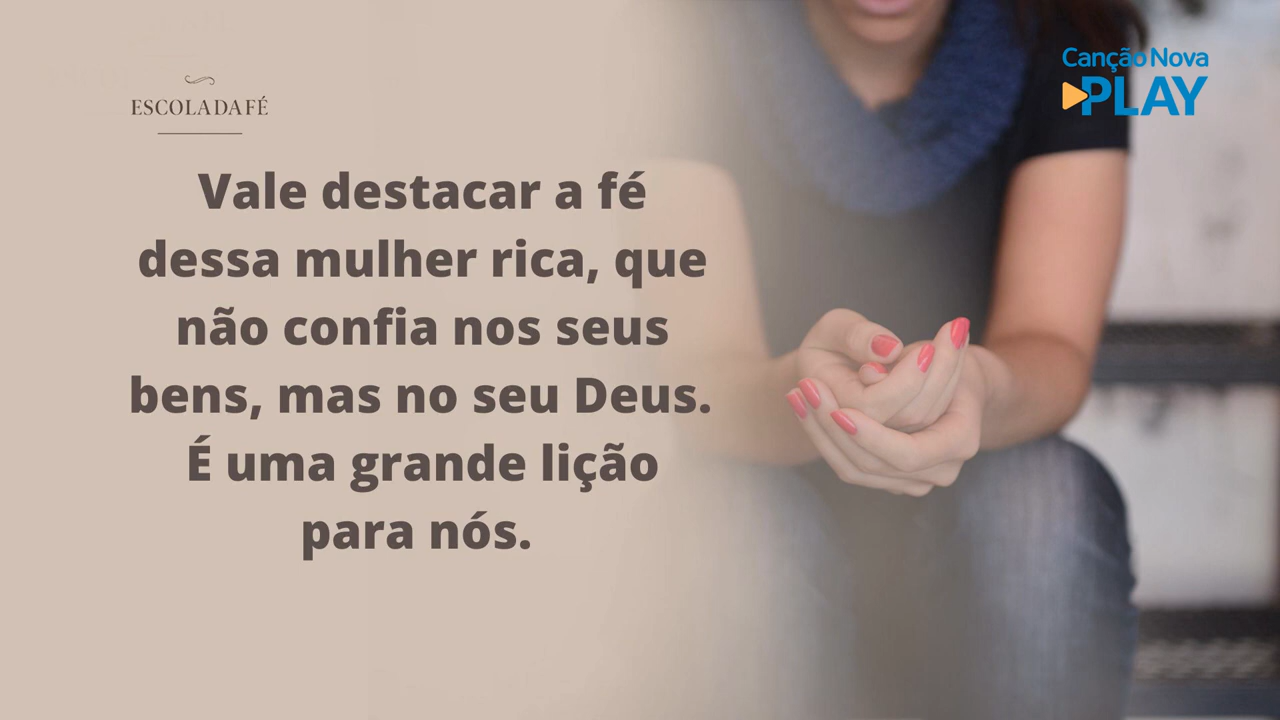 ESCOLADAFÉ
Canção Nova
PLAY
Vale destacar a fé
dessa mulher rica, que
não confia nos seus
bens, mas no seu Deus.
É uma grande lição
para nós.